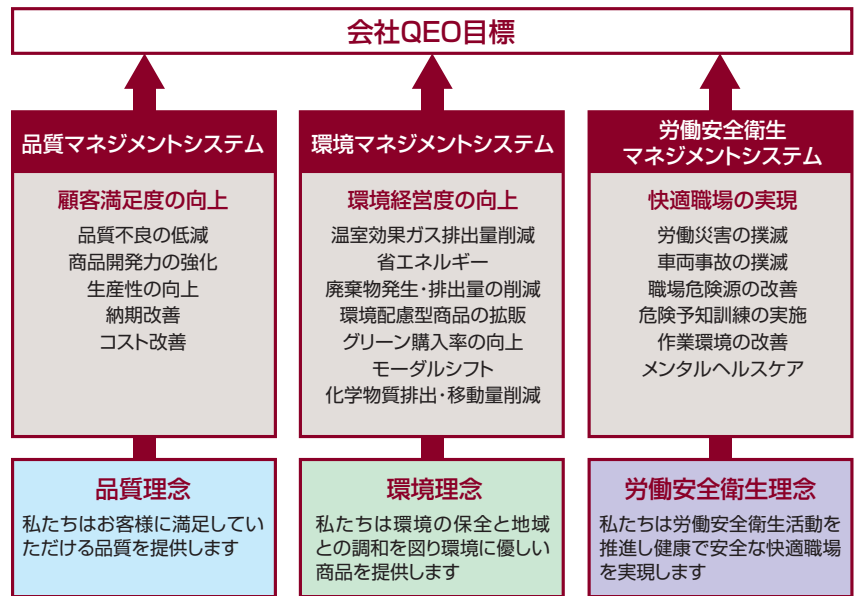 会社QEO目標
品質マネジメントシステム
顧客満足度の向上
品質不良の低減
商品開発力の強化
生産性の向上
納期改善
コスト改善
環境マネジメントシステム
環境経営度の向上
温室効果ガス排出量削減
省エネルギー
廃棄物発生・排出量の削減
環境配慮型商品の拡販
グリーン購入率の向上
モーダルシフト
化学物質排出・移動量削減
労働安全衛生
マネジメントシステム
快適職場の実現
労働災害の撲滅
車両事故の撲滅
職場危険源の改善
危険予知訓練の実施
作業環境の改善
メンタルヘルスケア
品質理念
私たちはお客様に満足してい
ただける品質を提供します
環境理念
私たちは環境の保全と地域
との調和を図り環境に優しい
商品を提供します
労働安全衛生理念
私たちは労働安全衛生活動を
推進し健康で安全な快適職場
を実現します